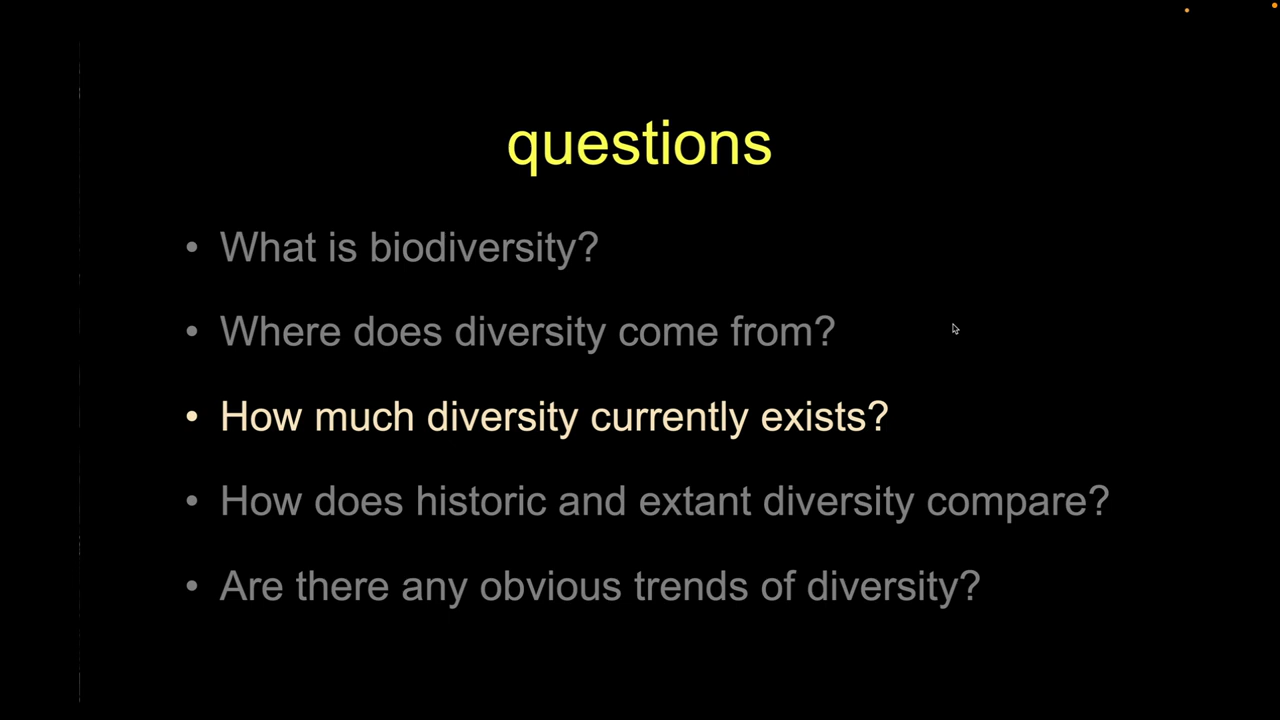 questions
• What is biodiversity?
• Where does diversity come from?
• How much diversity currently exists?
• How does historic and extant diversity compare?
• Are there any obvious trends of diversity?